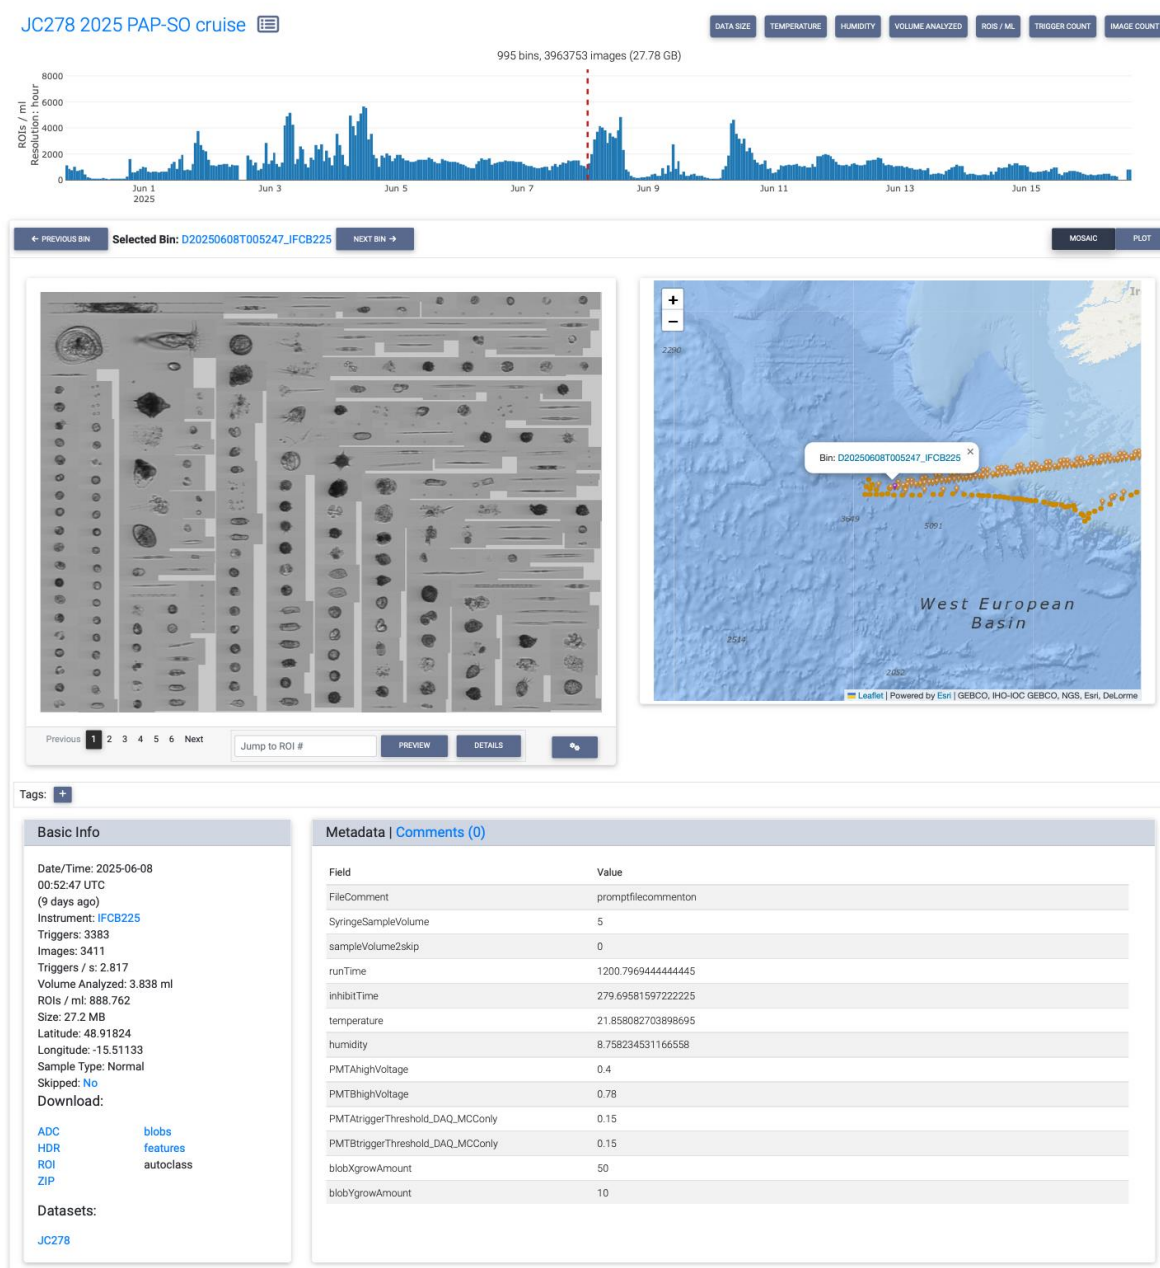 JC278 2025 PAP-SO cruise
DATA SIZE TEMPERATURE HUMIDITY VOLUME ANALYZED ROIS / ML TRIGGER COUNT IMAGE COUNT
995 bins, 3963753 images (27.78 GB)
ROIs / ml
Resolution: hour
8000
6000
4000
2000
0
Jun 1 Jun 3 Jun 5 Jun 7 Jun 9 Jun 11 Jun 13 Jun 15
2025
← PREVIOUS BIN Selected Bin: D20250608T005247_IFCB225 NEXT BIN →
MOSAIC PLOT
+
−
Ir
2290
Bin: D20250608T005247_IFCB225 ×
3649
5091
West European
Basin
2514
2052
Leaflet | Powered by Esri | GEBCO, IHO-IOC GEBCO, NGS, Esri, DeLorme
Previous 1 2 3 4 5 6 Next
Jump to ROI # PREVIEW DETAILS
Tags: +
Basic Info
Date/Time: 2025-06-08
00:52:47 UTC
(9 days ago)
Instrument: IFCB225
Triggers: 3383
Images: 3411
Triggers / s: 2.817
Volume Analyzed: 3.838 ml
ROIs / ml: 888.762
Size: 27.2 MB
Latitude: 48.91824
Longitude: -15.51133
Sample Type: Normal
Skipped: No
Download:
ADC blobs
HDR features
ROI autoclass
ZIP
Datasets:
JC278
Metadata | Comments (0)
Field Value
FileComment promptfilecommenton
SyringeSampleVolume 5
sampleVolume2skip 0
runTime 1200.7969444444445
inhibitTime 279.69581597222225
temperature 21.858082703898695
humidity 8.758234531166558
PMTAhighVoltage 0.4
PMTBhighVoltage 0.78
PMTAtriggerThreshold_DAQ_MCConly 0.15
PMTBtriggerThreshold_DAQ_MCConly 0.15
blobXgrowAmount 50
blobYgrowAmount 10